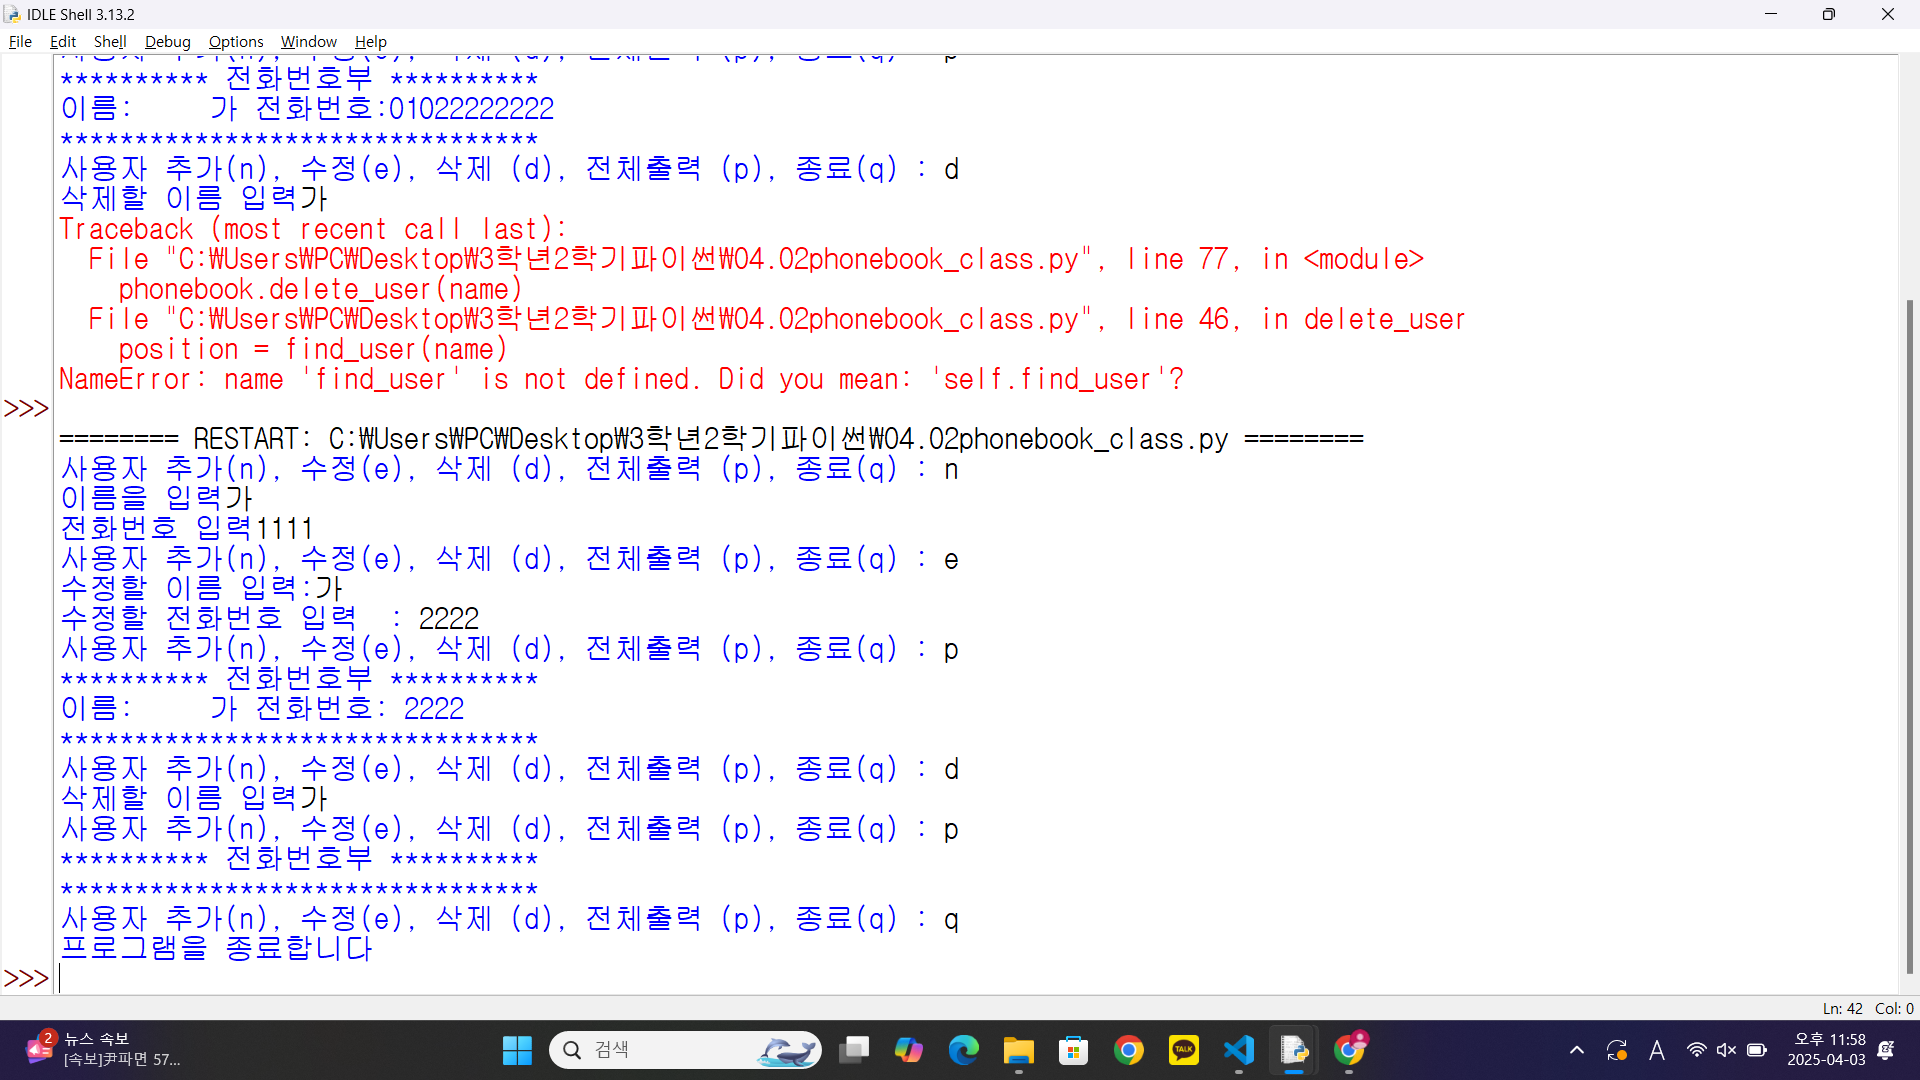 IDLE Shell 3.13.2
File Edit Shell Debug Options Window Help
********** 전화번호부 **********
이름:     가 전화번호:01022222222
********************************
사용자 추가(n), 수정(e), 삭제 (d), 전체출력 (p), 종료(q) : d
삭제할 이름 입력가
Traceback (most recent call last):
  File "C:₩Users₩PC₩Desktop₩3학년2학기파이썬₩04.02phonebook_class.py", line 77, in <module>
    phonebook.delete_user(name)
  File "C:₩Users₩PC₩Desktop₩3학년2학기파이썬₩04.02phonebook_class.py", line 46, in delete_user
    position = find_user(name)
NameError: name 'find_user' is not defined. Did you mean: 'self.find_user'?
>>>
======== RESTART: C:₩Users₩PC₩Desktop₩3학년2학기파이썬₩04.02phonebook_class.py ========
사용자 추가(n), 수정(e), 삭제 (d), 전체출력 (p), 종료(q) : n
이름을 입력가
전화번호 입력1111
사용자 추가(n), 수정(e), 삭제 (d), 전체출력 (p), 종료(q) : e
수정할 이름 입력:가
수정할 전화번호 입력  : 2222
사용자 추가(n), 수정(e), 삭제 (d), 전체출력 (p), 종료(q) : p
********** 전화번호부 **********
이름:     가 전화번호: 2222
********************************
사용자 추가(n), 수정(e), 삭제 (d), 전체출력 (p), 종료(q) : d
삭제할 이름 입력가
사용자 추가(n), 수정(e), 삭제 (d), 전체출력 (p), 종료(q) : p
********** 전화번호부 **********
********************************
사용자 추가(n), 수정(e), 삭제 (d), 전체출력 (p), 종료(q) : q
프로그램을 종료합니다
>>>
Ln: 42 Col: 0
2
뉴스 속보
[속보]尹파면 57...
검색
TALK
A
오후 11:58
2025-04-03